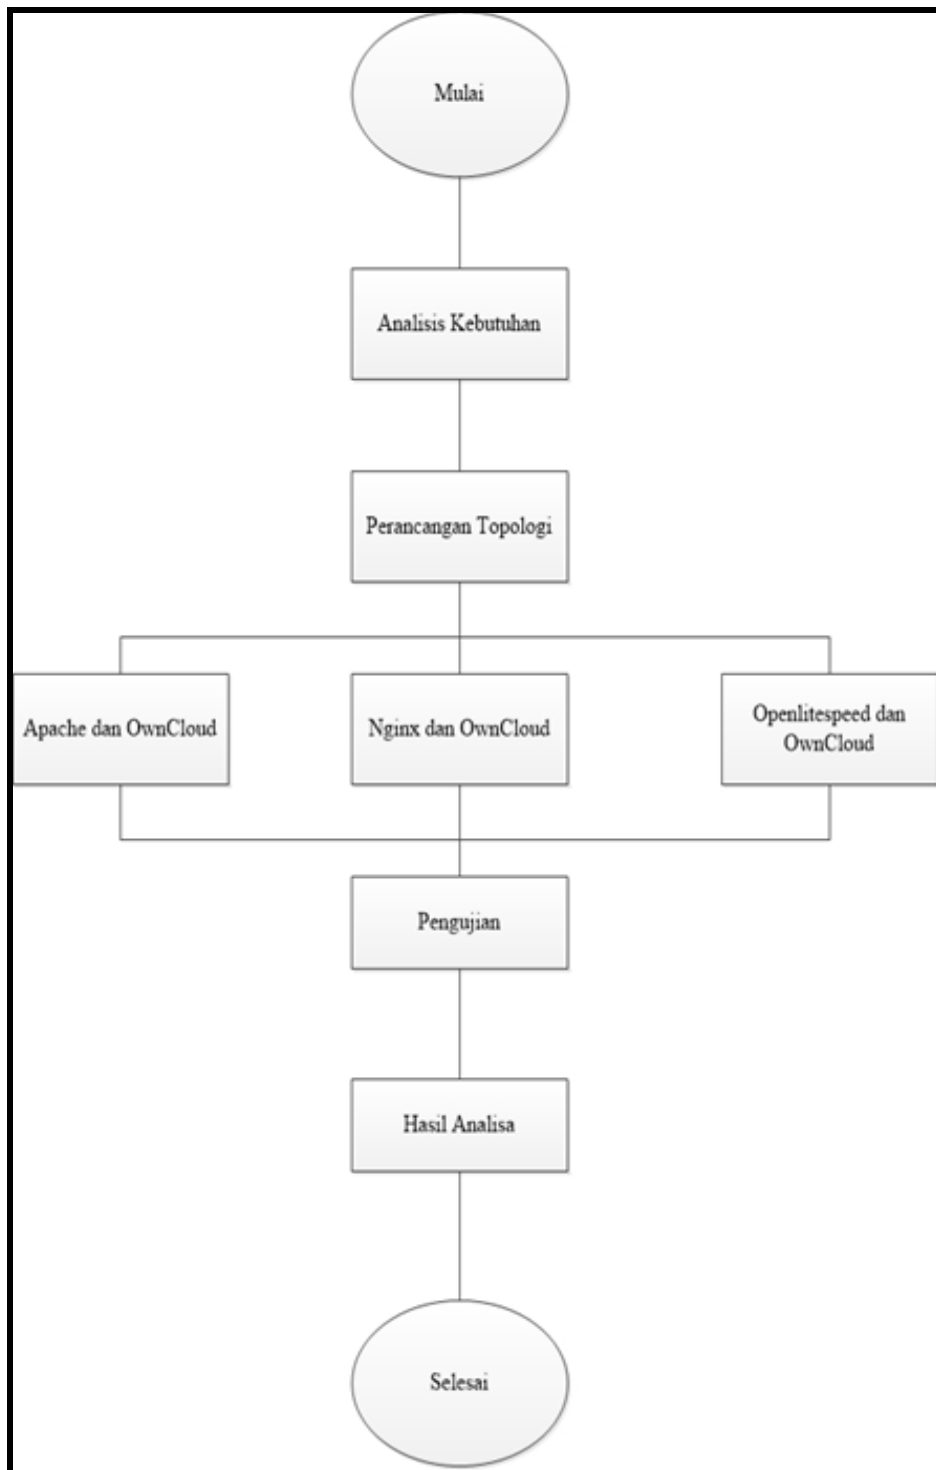 Mulai
Analisis Kebutuhan
Perancangan Topologi
Apache dan OwnCloud
Nginx dan OwnCloud
Openlitespeed dan
OwnCloud
Pengujian
Hasil Analisa
Selesai